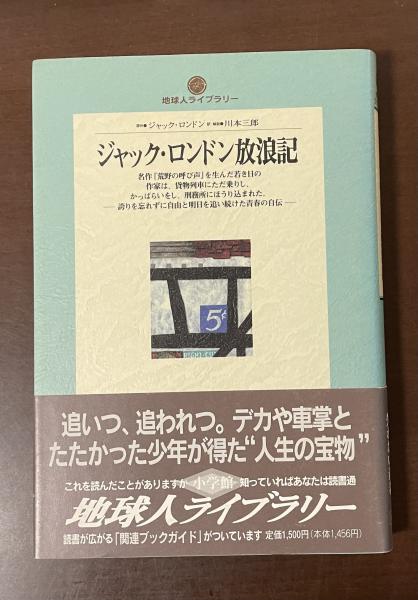 地球人ライブラリー
原作●ジャック・ロンドン 訳・解説●川本三郎
ジャック・ロンドン放浪記
名作『荒野の呼び声』を生んだ若き日の
作家は、貨物列車にただ乗りし、
かっぱらいをし、刑務所にほうり込まれた。
―誇りを忘れずに自由と明日を追い続けた青春の自伝―
5¢
追いつ、追われつ。デカや車掌と
たたかった少年が得た“人生の宝物”
これを読んだことがありますか 小学館 知っていればあなたは読書通
地球人ライブラリー
読書が広がる「関連ブックガイド」がついています 定価1,500円(本体1,456円)